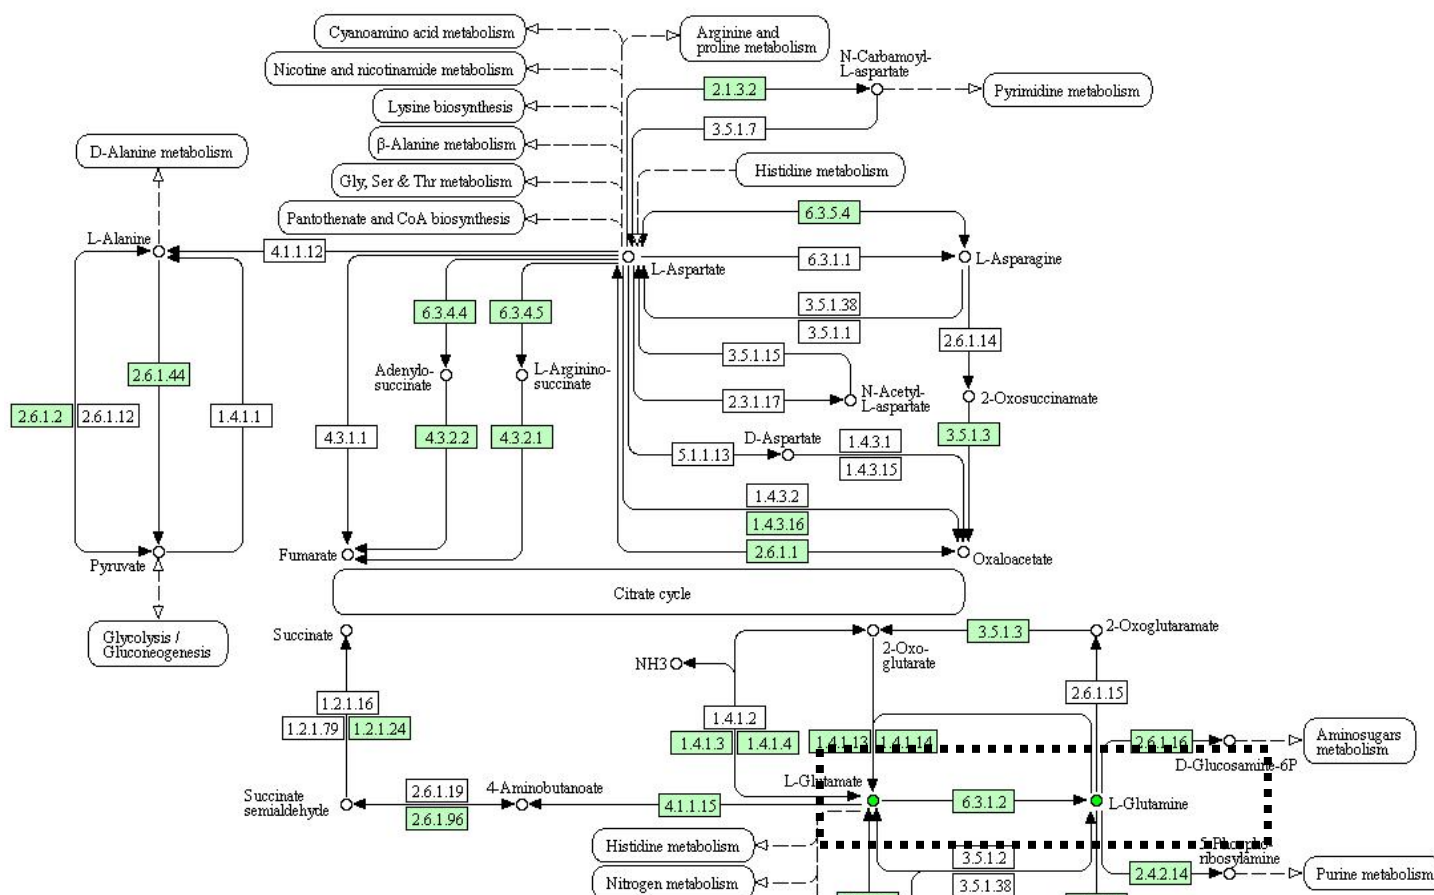 Cyanoamino acid metabolism
Arginine and
proline metabolism
Nicotine and nicotinamide metabolism
N-Carbamoyl-
L-aspartate
2.1.3.2
Pyrimidine metabolism
Lysine biosynthesis
3.5.1.7
β-Alanine metabolism
D-Alanine metabolism
Histidine metabolism
Gly, Ser & Thr metabolism
Pantothenate and CoA biosynthesis
6.3.5.4
L-Alanine
4.1.1.12
L-Aspartate
6.3.1.1
L-Asparagine
6.3.4.4
6.3.4.5
3.5.1.38
3.5.1.1
2.6.1.14
3.5.1.15
2.6.1.44
Adenylo-
succinate
L-Arginino-
succinate
N-Acetyl-
L-aspartate
2.3.1.17
2-Oxosuccinamate
2.6.1.2
2.6.1.12
1.4.1.1
4.3.1.1
4.3.2.2
4.3.2.1
D-Aspartate
1.4.3.1
3.5.1.3
5.1.1.13
1.4.3.15
1.4.3.2
1.4.3.16
2.6.1.1
Pyruvate
Fumarate
Oxaloacetate
Citrate cycle
Glycolysis /
Gluconeogenesis
Succinate
2-Oxo-
glutarate
3.5.1.3
2-Oxoglutaramate
NH3
2.6.1.15
1.2.1.16
1.2.1.79
1.2.1.24
1.4.1.2
1.4.1.3
1.4.1.4
1.4.1.13
1.4.1.14
2.6.1.16
Aminosugars
metabolism
D-Glucosamine-6P
L-Glutamate
Succinate
semialdehyde
2.6.1.19
2.6.1.96
4-Aminobutanoate
4.1.1.15
6.3.1.2
L-Glutamine
Histidine metabolism
3.5.1.2
5-Phospho-
ribosylamine
Nitrogen metabolism
3.5.1.38
2.4.2.14
Purine metabolism